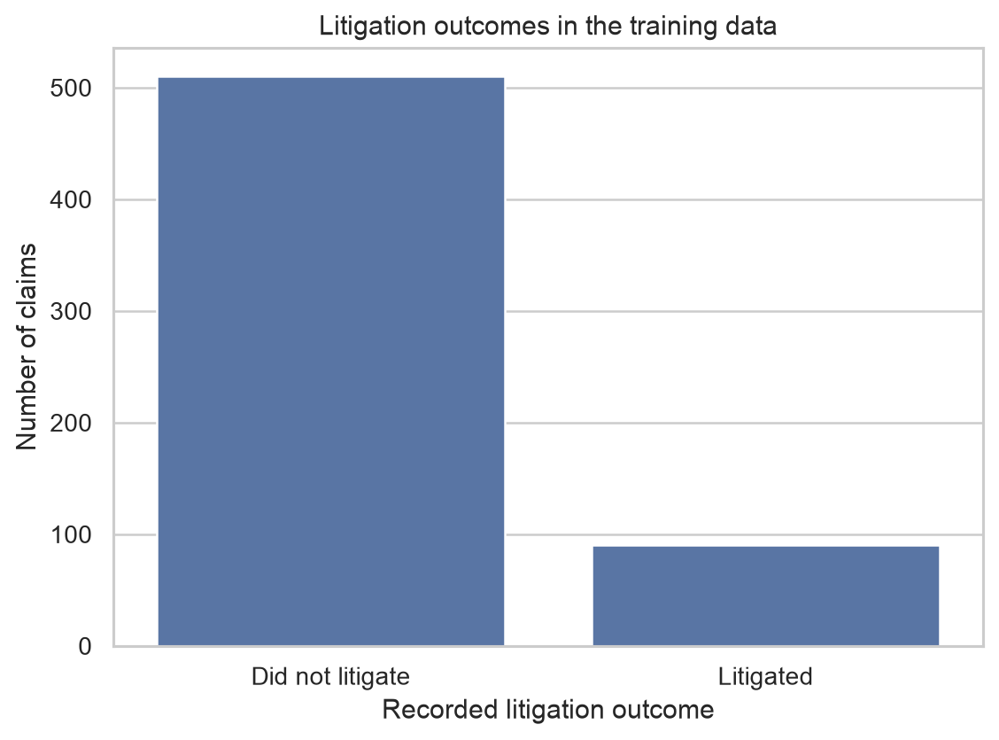 Litigation outcomes in the training data
Number of claims
500
400
300
200
100
0
Did not litigate
Litigated
Recorded litigation outcome